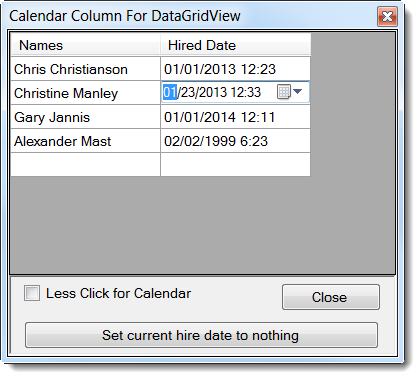 Calendar Column For DataGridView
Names Hired Date
Chris Christianson 01/01/2013 12:23
Christine Manley 01/23/2013 12:33
Gary Jannis 01/01/2014 12:11
Alexander Mast 02/02/1999 6:23
Less Click for Calendar
Close
Set current hire date to nothing